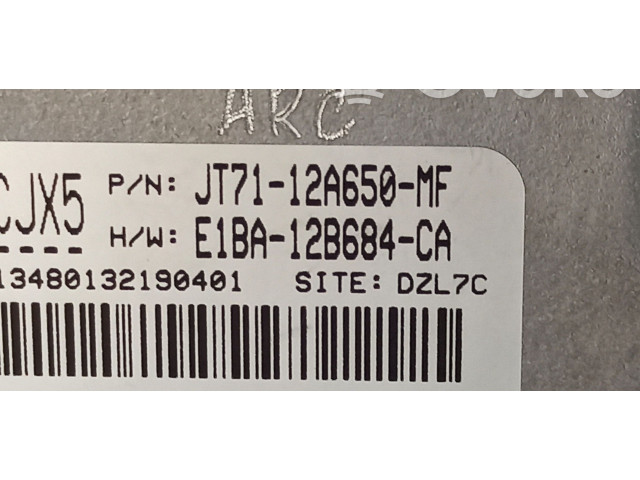 ARC
CJX5 P/N: JT71-12A650-MF
H/W: E1BA-12B684-CA
13480132190401 SITE: DZL7C